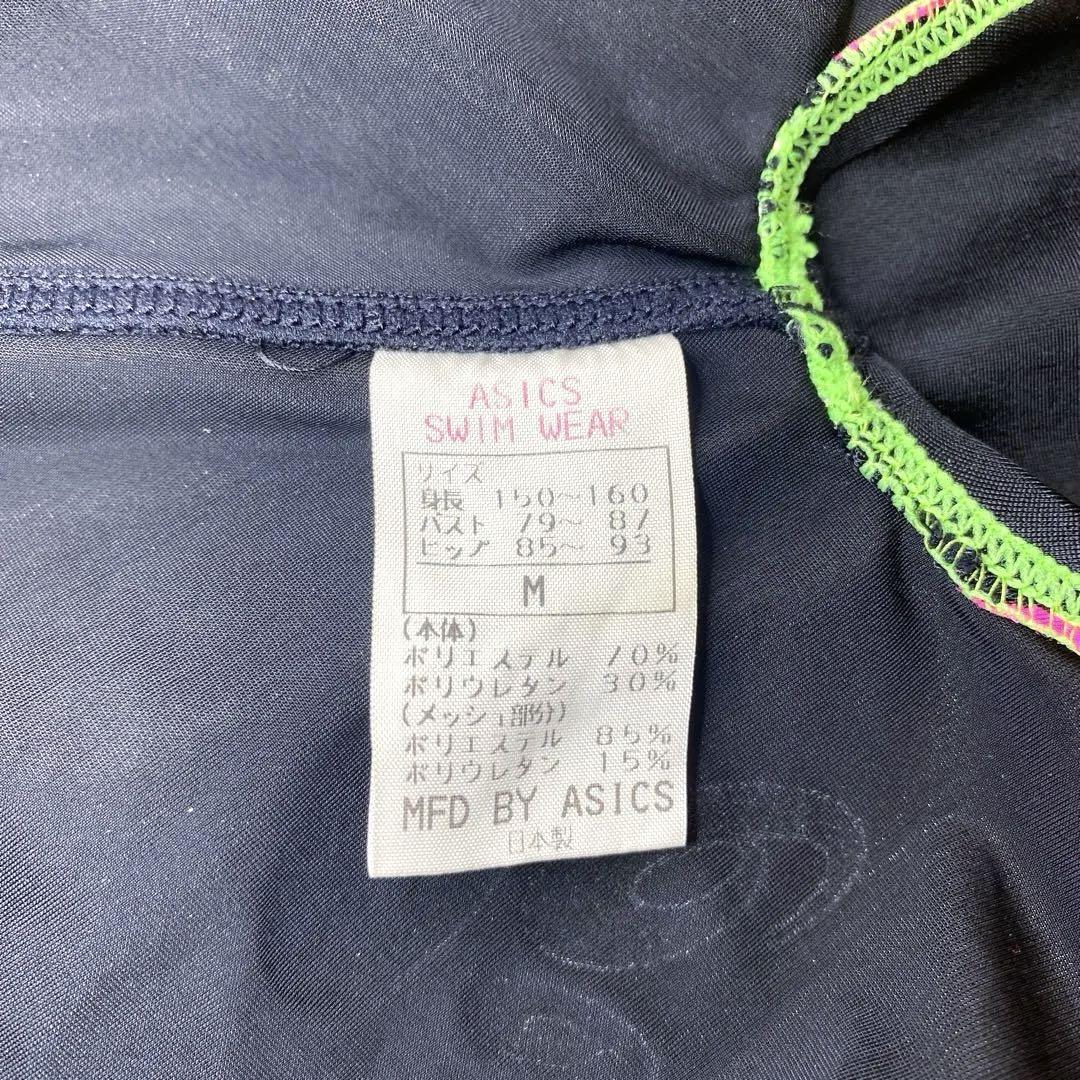 ASICS
SWIM WEAR
サイズ
身長 150〜160
バスト 79〜 87
ヒップ 85〜 93
M
(本体)
ポリエステル 70%
ポリウレタン 30%
(メッシュ部分)
ポリエステル 85%
ポリウレタン 15%
MFD BY ASICS
日本製